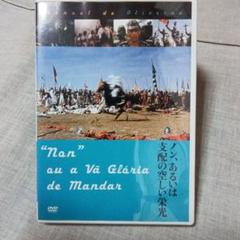 Manoel de Oliveira
"Non"
ou a Vã Glória
de Mandar
ノン、あるいは
支配の空しい栄光
DVD